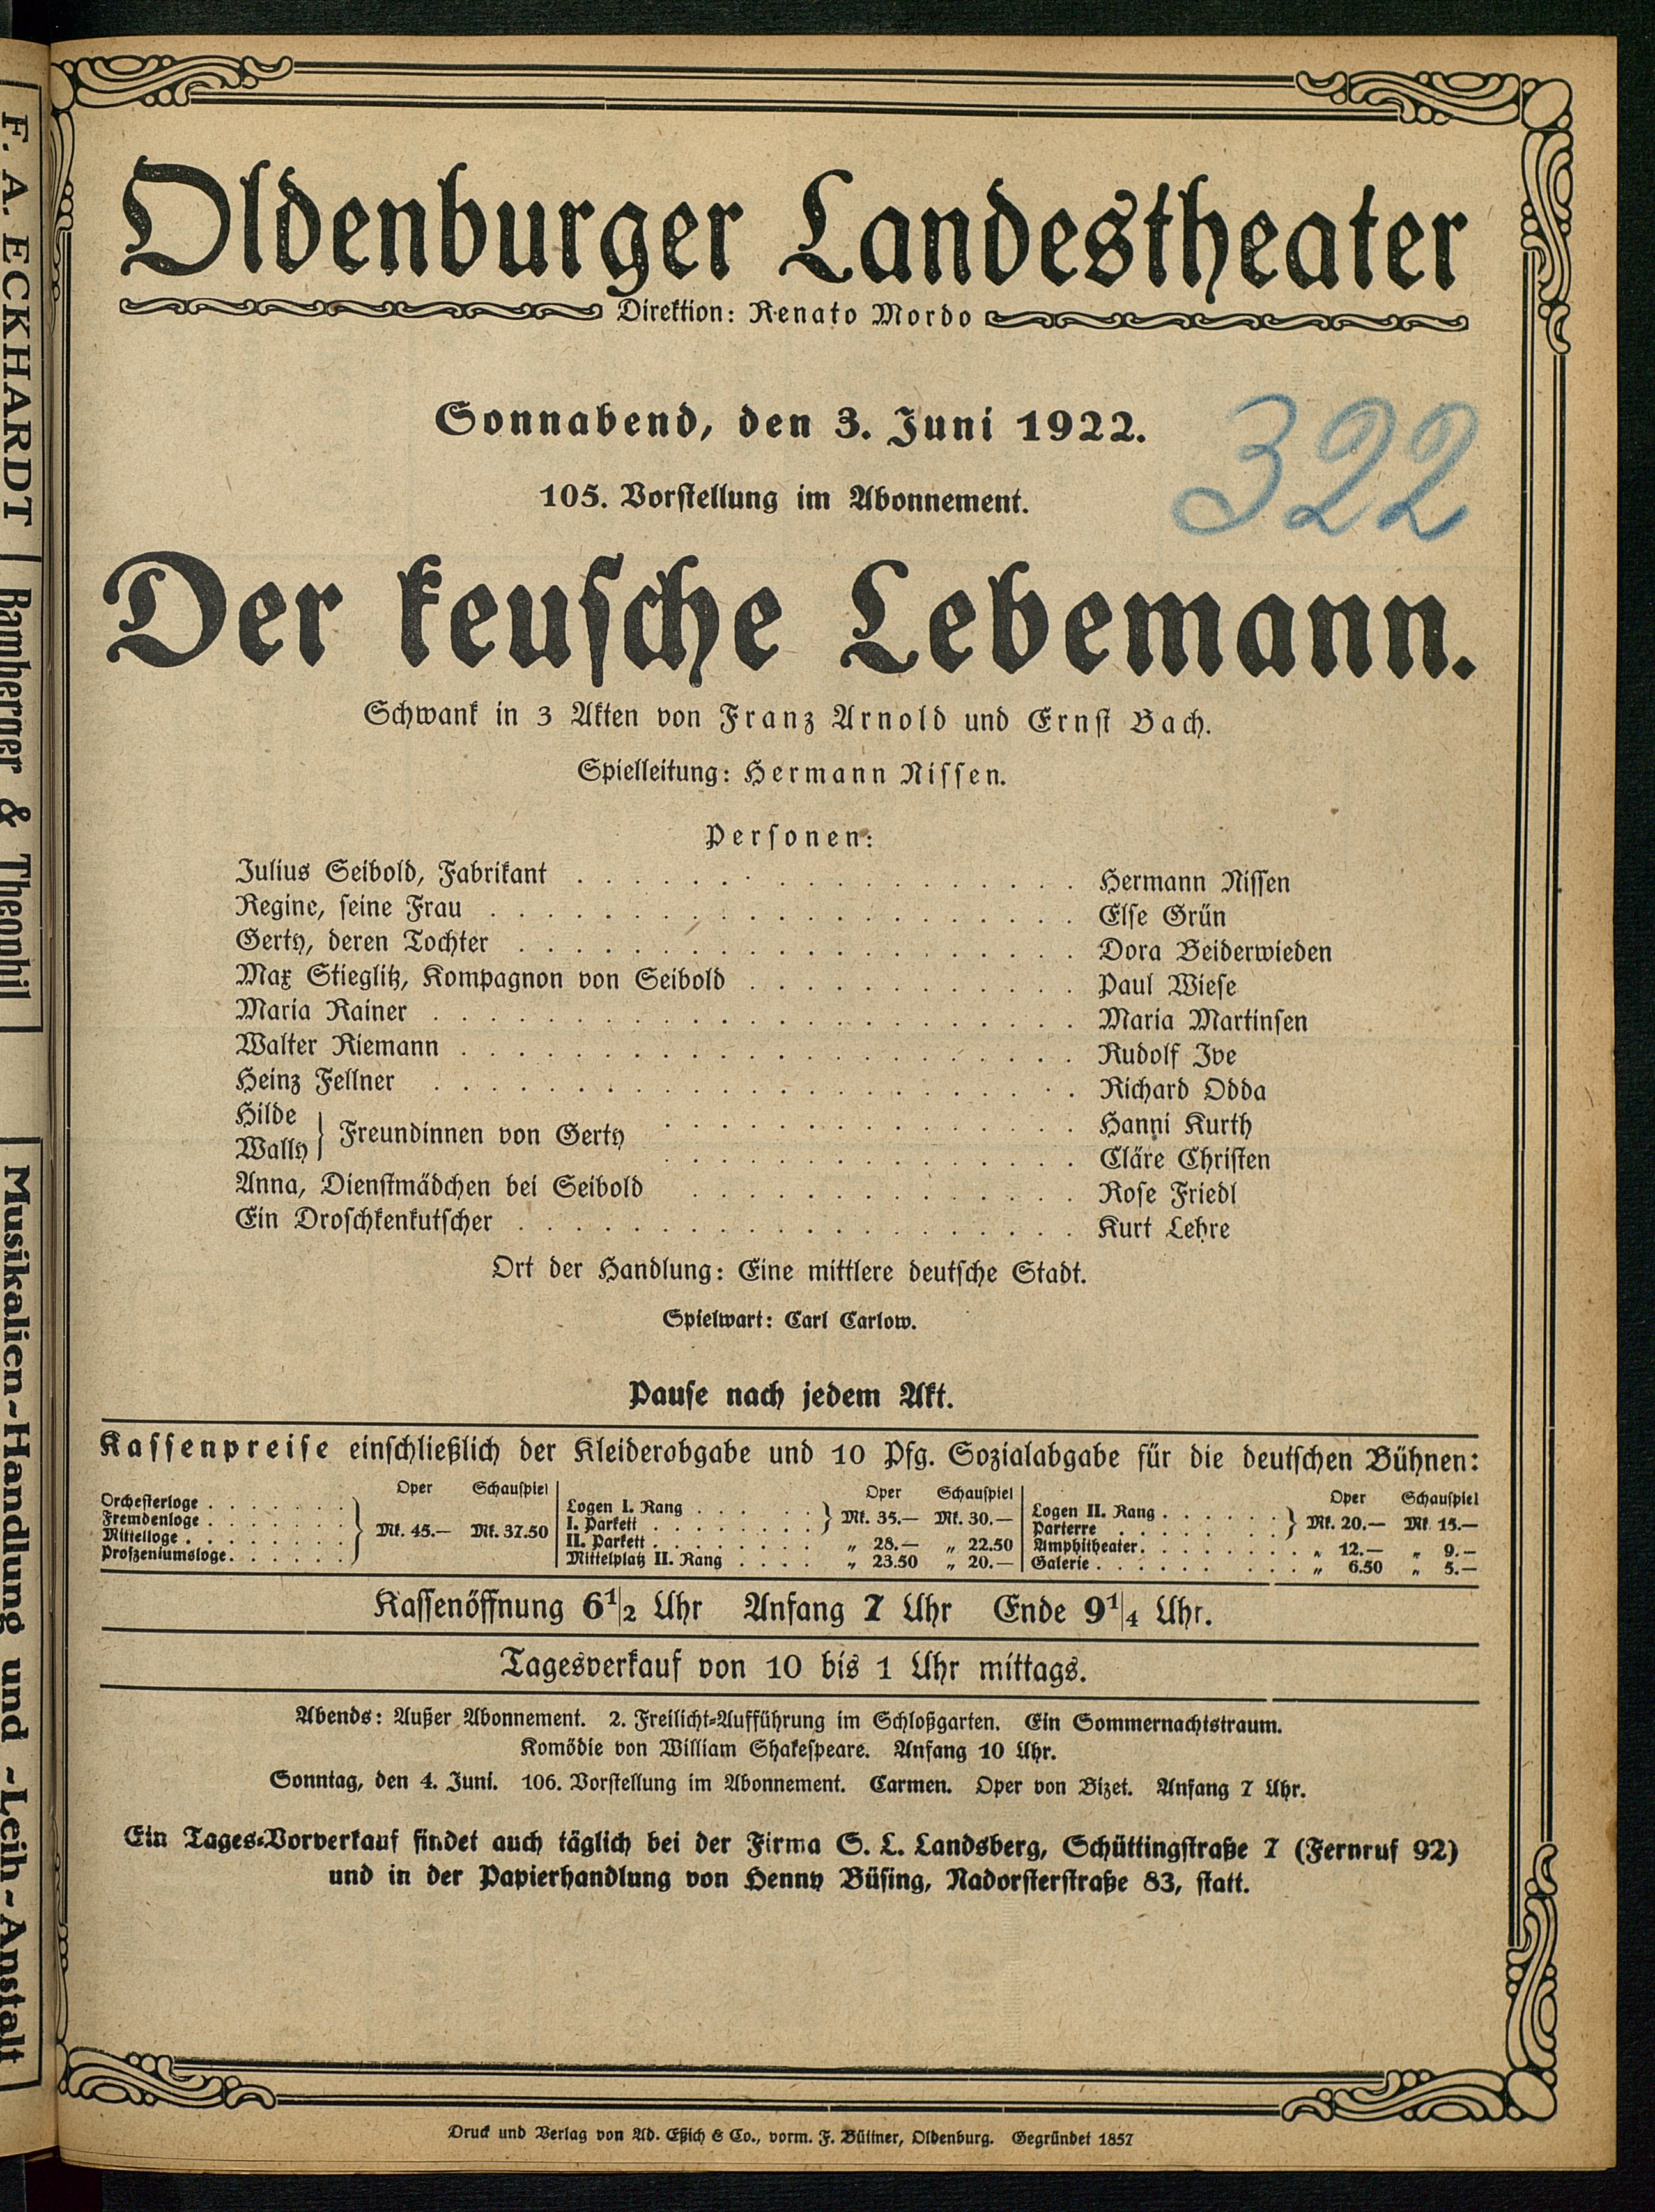 Oldenburger Landestheater
Direktion: Renato Mordo
Sonnabend, den 3. Juni 1922.
322
105. Vorstellung im Abonnement.
Der keusche Lebemann.
Schwank in 3 Akten von Franz Arnold und Ernst Bach.
Spielleitung: Hermann Nissen.
Personen:
Julius Seibold, Fabrikant . . . . . Hermann Nissen
Regine, seine Frau . . . . . Else Grün
Gerty, deren Tochter . . . . . Dora Beiderwieden
Max Stieglitz, Kompagnon von Seibold . . . . . Paul Wiese
Maria Rainer . . . . . Maria Martinsen
Walter Riemann . . . . . Rudolf Ive
Heinz Fellner . . . . . Richard Odda
Hilde } Freundinnen von Gerty . . . . . Hanni Kurth
Wally } . . . . . Cläre Christen
Anna, Dienstmädchen bei Seibold . . . . . Rose Friedl
Ein Droschkenkutscher . . . . . Kurt Lehre
Ort der Handlung: Eine mittlere deutsche Stadt.
Spielwart: Carl Carlow.
Pause nach jedem Akt.
Kassenpreise einschließlich der Kleiderabgabe und 10 Pfg. Sozialabgabe für die deutschen Bühnen:
Oper Schauspiel
Orchesterloge . . . . .
Fremdenloge . . . . .
Mittelloge . . . . .
Proszeniumsloge . . . . .
} Mk. 45.— Mk. 37.50
Oper Schauspiel
Logen I. Rang . . . . .
I. Parkett . . . . .
} Mk. 35.— Mk. 30.—
II. Parkett . . . . . „ 28.— „ 22.50
Mittelplatz II. Rang . . . . „ 23.50 „ 20.—
Oper Schauspiel
Logen II. Rang . . . . .
Parterre . . . . .
} Mk. 20.— Mk 15.—
Amphitheater . . . . . „ 12.— „ 9.—
Galerie . . . . . „ 6.50 „ 5.—
Kassenöffnung 6 1/2 Uhr Anfang 7 Uhr Ende 9 1/4 Uhr.
Tagesverkauf von 10 bis 1 Uhr mittags.
Abends: Außer Abonnement. 2. Freilicht-Aufführung im Schloßgarten. Ein Sommernachtstraum.
Komödie von William Shakespeare. Anfang 10 Uhr.
Sonntag, den 4. Juni. 106. Vorstellung im Abonnement. Carmen. Oper von Bizet. Anfang 7 Uhr.
Ein Tages-Vorverkauf findet auch täglich bei der Firma S. L. Landsberg, Schüttingstraße 7 (Fernruf 92)
und in der Papierhandlung von Henny Büsing, Nadorsterstraße 83, statt.
Druck und Verlag von Ad. Eßich & Co., vorm. F. Büttner, Oldenburg. Gegründet 1857
F. A. ECKHARDT
Bamberger & Theophil
Musikalien-Handlung und -Leih-Anstalt